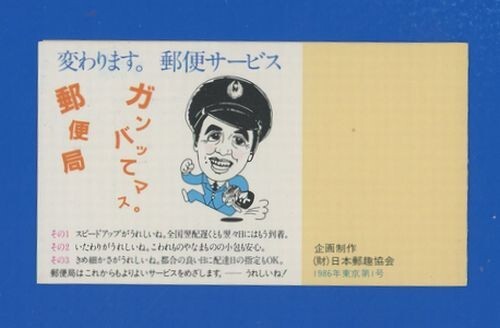 変わります。郵便サービス
ガンバッてマス。
郵便局
その1 スピードアップがうれしいね。全国翌配遅くとも翌々日にはもう到着。
その2 いたわりがうれしいね。こわれものやなまものの小包も安心。
その3 きめ細かさがうれしいね。都合の良い日に配達日の指定もOK。
郵便局はこれからもよりよいサービスをめざします。――うれしいね!
企画制作
(財)日本郵趣協会
1986年東京第1号